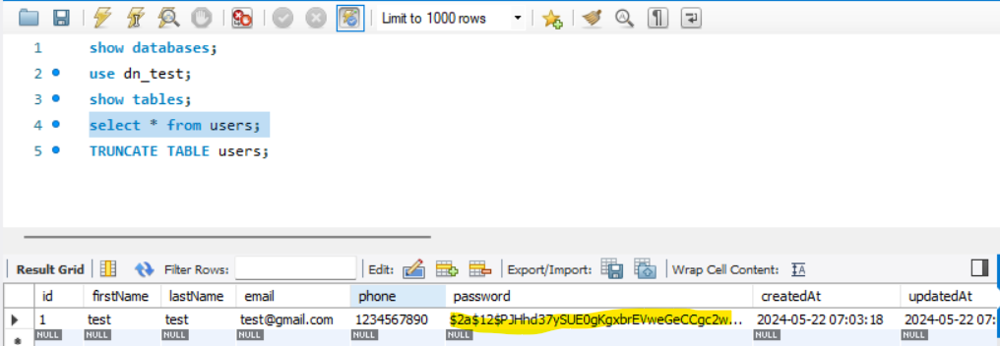 Limit to 1000 rows
1 show databases;
2 use dn_test;
3 show tables;
4 select * from users;
5 TRUNCATE TABLE users;
Result Grid Filter Rows: Edit: Export/Import: Wrap Cell Content: IA
id firstName lastName email phone password createdAt updatedAt
1 test test test@gmail.com 1234567890 $2a$12$PJHhd37ySUE0gKgxbrEVweGeCCgc2w... 2024-05-22 07:03:18 2024-05-22 07:
NULL NULL NULL NULL NULL NULL NULL NULL